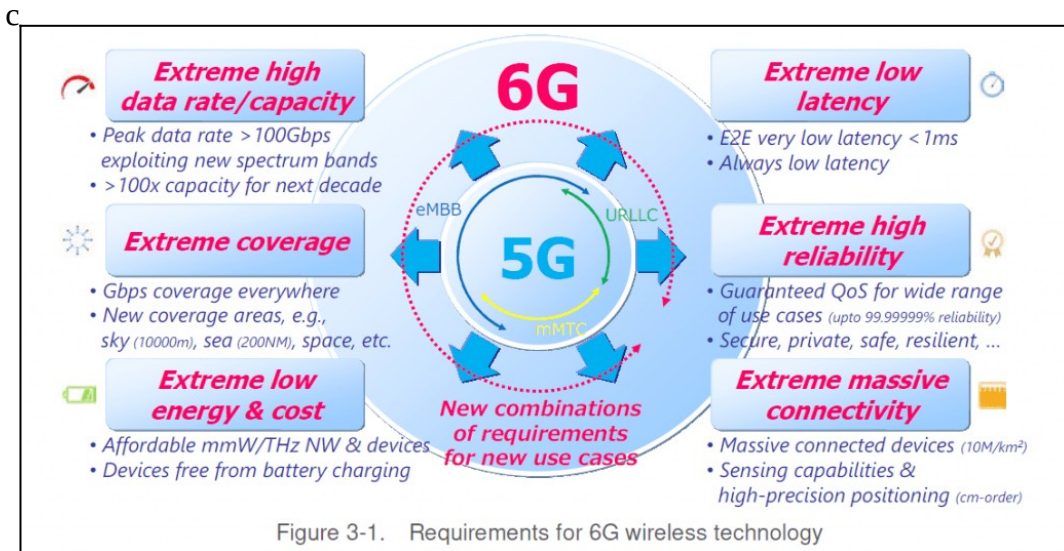 c
Extreme high
data rate/capacity
• Peak data rate >100Gbps
exploiting new spectrum bands
• >100x capacity for next decade
Extreme coverage
• Gbps coverage everywhere
• New coverage areas, e.g.,
sky (10000m), sea (200NM), space, etc.
Extreme low
energy & cost
• Affordable mmW/THz NW & devices
• Devices free from battery charging
6G
eMBB
URLLC
5G
mMTC
New combinations
of requirements
for new use cases
Extreme low
latency
• E2E very low latency <1ms
• Always low latency
Extreme high
reliability
• Guaranteed QoS for wide range
of use cases (upto 99.99999% reliability)
• Secure, private, safe, resilient, ...
Extreme massive
connectivity
• Massive connected devices (10M/km²)
• Sensing capabilities &
high-precision positioning (cm-order)
Figure 3-1. Requirements for 6G wireless technology